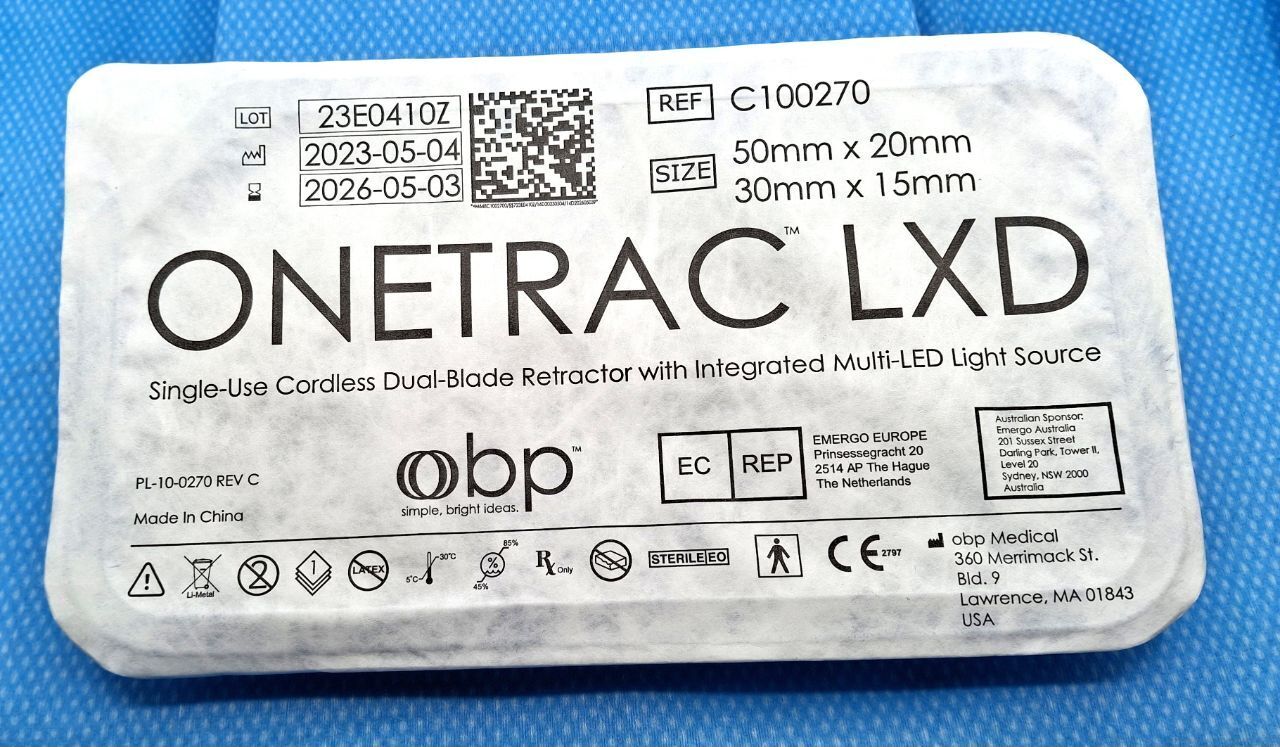 LOT 23E0410Z
2023-05-04
2026-05-03
REF C100270
SIZE 50mm x 20mm
30mm x 15mm
ONETRAC™ LXD
Single-Use Cordless Dual-Blade Retractor with Integrated Multi-LED Light Source
PL-10-0270 REV C
Made In China
obp™
simple, bright ideas.
EC REP
EMERGO EUROPE
Prinsessegracht 20
2514 AP The Hague
The Netherlands
Australian Sponsor:
Emergo Australia
201 Sussex Street
Darling Park, Tower II,
Level 20
Sydney, NSW 2000
Australia
Li-Metal
2
1
LATEX
5°C
30°C
%
85%
45%
Rx Only
STERILE EO
CE 2797
obp Medical
360 Merrimack St.
Bld. 9
Lawrence, MA 01843
USA